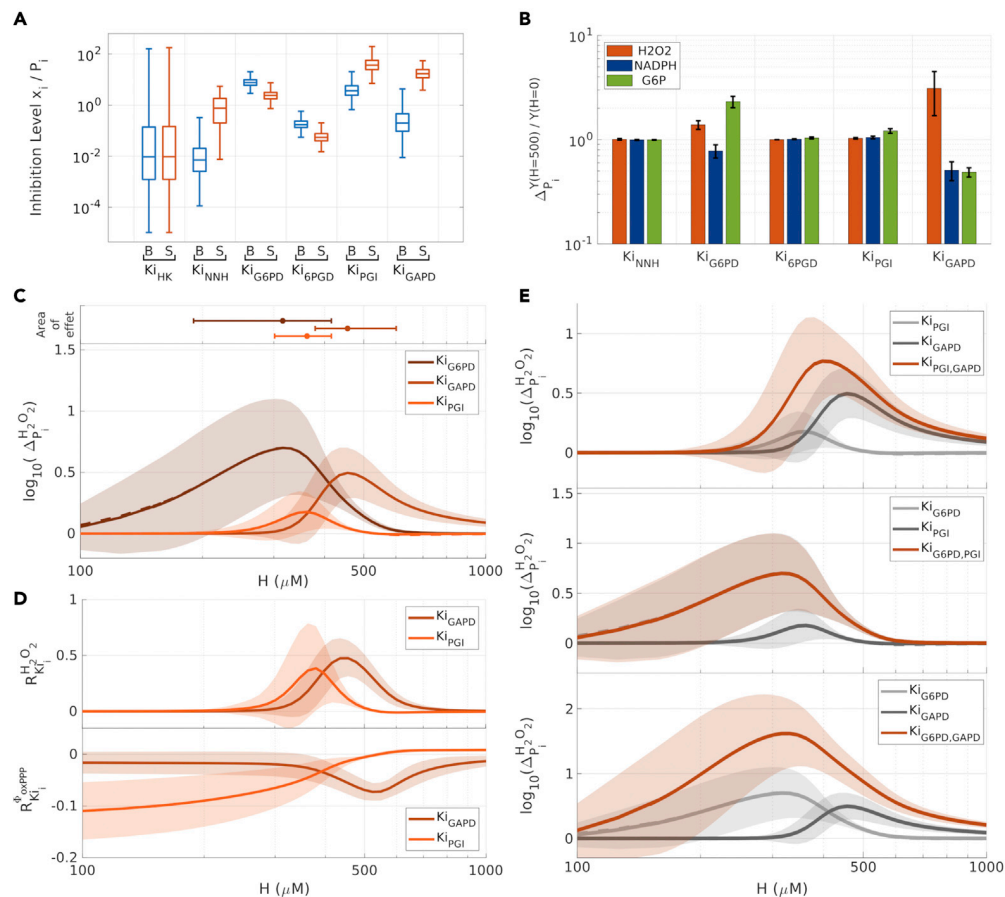 A
Inhibition Level x_i / P_i
10^2
10^0
10^-2
10^-4
B S B S B S B S B S B S
Ki_HK Ki_NNH Ki_G6PD Ki_6PGD Ki_PGI Ki_GAPD
B
Δ_Pi^Y(H=500) / Y(H=0)
10^1
10^0
10^-1
H2O2
NADPH
G6P
Ki_NNH Ki_G6PD Ki_6PGD Ki_PGI Ki_GAPD
C
Area of effet
log10(Δ_Pi^H2O2)
1.5
1
0.5
0
Ki_G6PD
Ki_GAPD
Ki_PGI
100 500 1000
H (μM)
D
R_Kii^H2O2
1
0.5
0
Ki_GAPD
Ki_PGI
R_Kii^ΦoxPPP
0
-0.1
-0.2
Ki_GAPD
Ki_PGI
100 500 1000
H (μM)
E
log10(Δ_Pi^H2O2)
1
0.5
0
Ki_PGI
Ki_GAPD
Ki_PGI,GAPD
log10(Δ_Pi^H2O2)
1.5
1
0.5
0
Ki_G6PD
Ki_PGI
Ki_G6PD,PGI
log10(Δ_Pi^H2O2)
2
1
0
Ki_G6PD
Ki_GAPD
Ki_G6PD,GAPD
100 500 1000
H (μM)